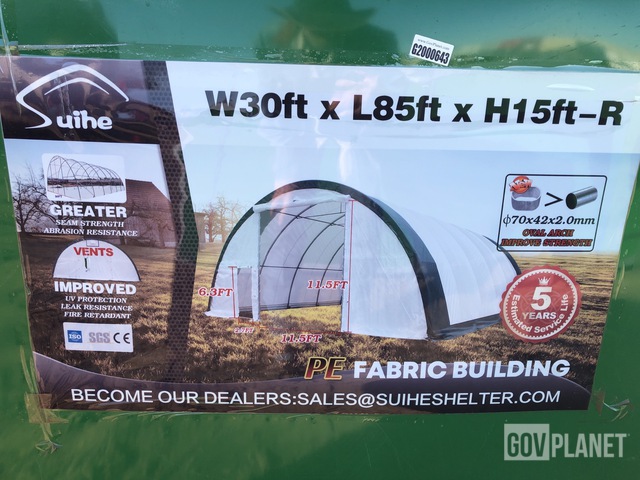 G2000643
Suihe
W30ft x L85ft x H15ft-R
GREATER
SEAM STRENGTH
ABRASION RESISTANCE
VENTS
IMPROVED
UV PROTECTION
LEAK RESISTANCE
FIRE RETARDANT
ISO SGS CE
ϕ70x42x2.0mm
OVAL ARCH
IMPROVE STRENGTH
6.3FT
11.5FT
11.5FT
5
YEARS
Estimated Service Life
PE FABRIC BUILDING
BECOME OUR DEALERS:SALES@SUIHESHELTER.COM
GOVPLANET